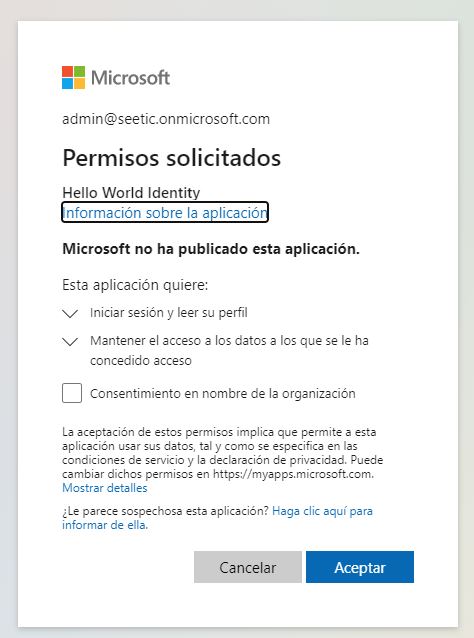 Microsoft
admin@seetic.onmicrosoft.com
Permisos solicitados
Hello World Identity
Información sobre la aplicación
Microsoft no ha publicado esta aplicación.
Esta aplicación quiere:
Iniciar sesión y leer su perfil
Mantener el acceso a los datos a los que se le ha
concedido acceso
Consentimiento en nombre de la organización
La aceptación de estos permisos implica que permite a esta
aplicación usar sus datos, tal y como se especifica en las
condiciones de servicio y la declaración de privacidad. Puede
cambiar dichos permisos en https://myapps.microsoft.com.
Mostrar detalles
¿Le parece sospechosa esta aplicación? Haga clic aquí para
informar de ella.
Cancelar
Aceptar